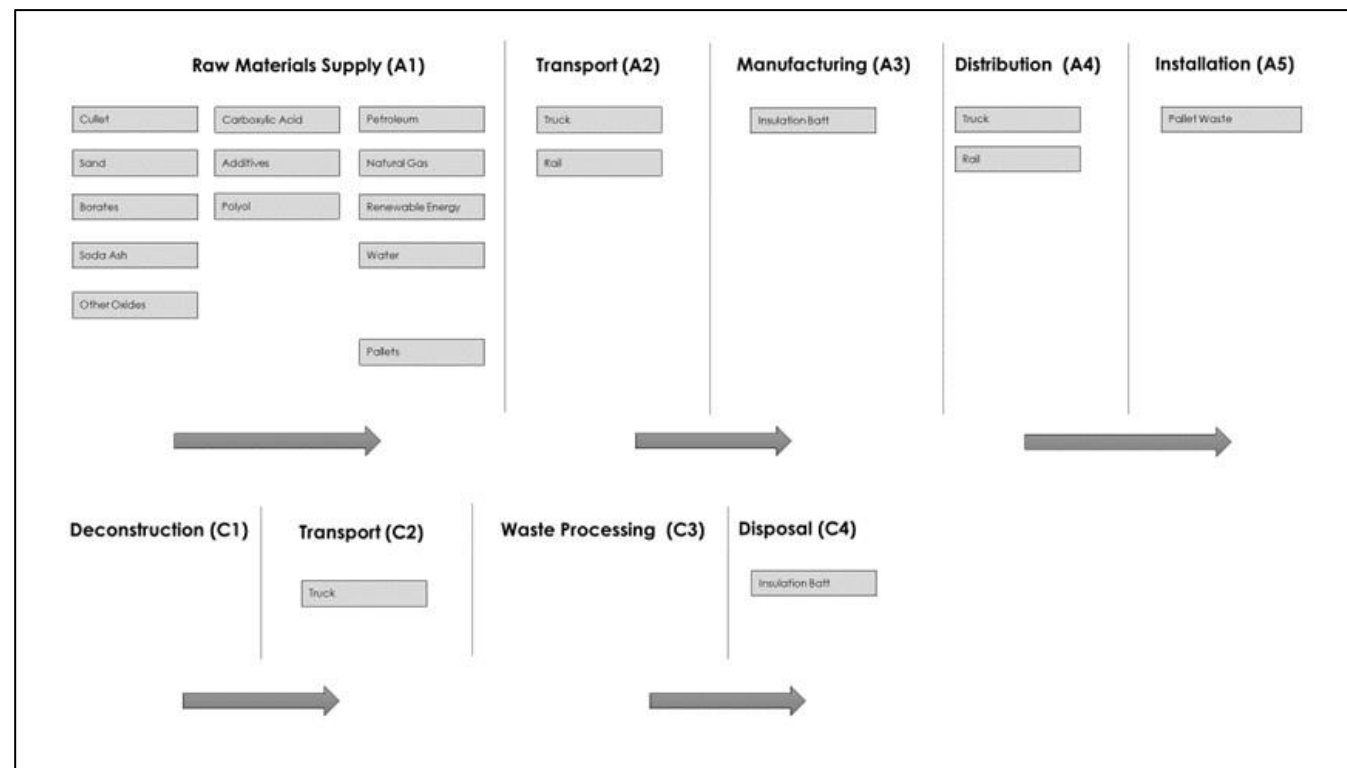 Raw Materials Supply (A1)
Cullet
Sand
Borates
Soda Ash
Other Oxides
Carboxylic Acid
Additives
Polyol
Petroleum
Natural Gas
Renewable Energy
Water
Pallets
Transport (A2)
Truck
Rail
Manufacturing (A3)
Insulation Batt
Distribution (A4)
Truck
Rail
Installation (A5)
Pallet Waste
Deconstruction (C1)
Transport (C2)
Truck
Waste Processing (C3)
Disposal (C4)
Insulation Batt